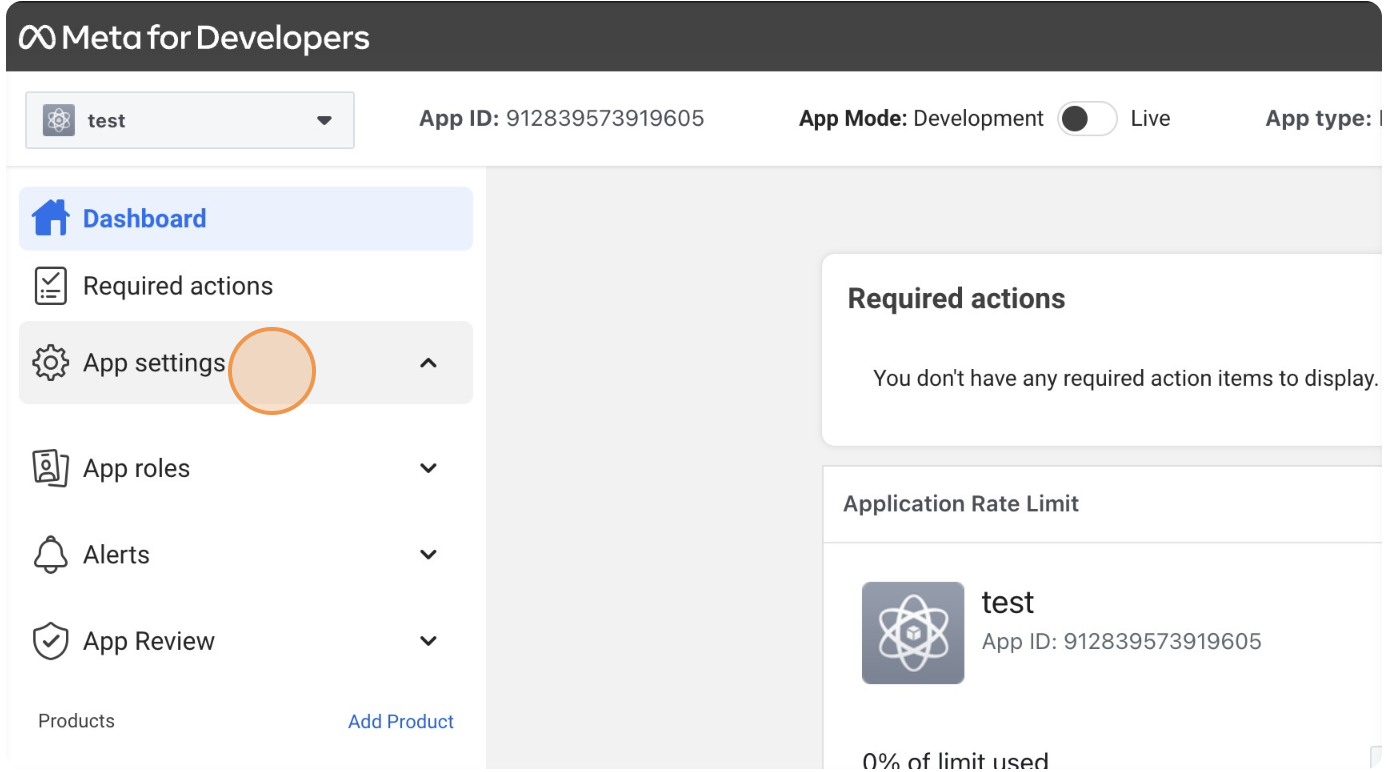 Meta for Developers
test
App ID: 912839573919605
App Mode: Development
Live
App type:
Dashboard
Required actions
App settings
App roles
Alerts
App Review
Products
Add Product
Required actions
You don't have any required action items to display.
Application Rate Limit
test
App ID: 912839573919605
0% of limit used